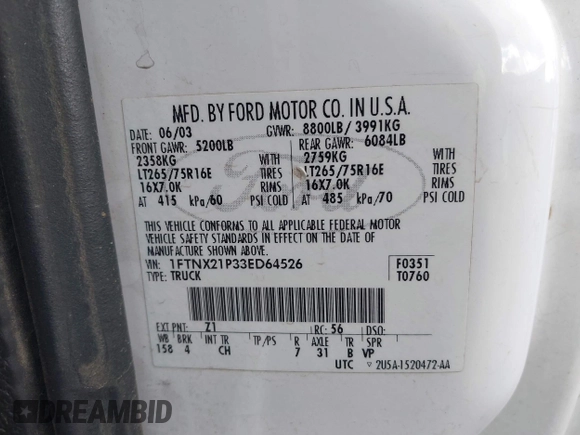 MFD. BY FORD MOTOR CO. IN U.S.A.
DATE: 06/03 GVWR: 8800LB/ 3991KG
FRONT GAWR: 5200LB REAR GAWR: 6084LB
2358KG WITH 2759KG WITH
LT265/75R16E TIRES LT265/75R16E TIRES
16X7.0K RIMS 16X7.0K RIMS
AT 415 kPa/60 PSI COLD AT 485 kPa/70 PSI COLD
THIS VEHICLE CONFORMS TO ALL APPLICABLE FEDERAL MOTOR
VEHICLE SAFETY STANDARDS IN EFFECT ON THE DATE OF
MANUFACTURE SHOWN ABOVE.
VIN: 1FTNX21P33ED64526 F0351
TYPE: TRUCK T0760
EXT PNT: Z1 RC: 56 DSO:
WB BRK INT TR TP/PS R AXLE TR SPR
158 4 CH 7 31 B VP
UTC ▽ 2USA-1520472-AA
Ford
DREAMBID